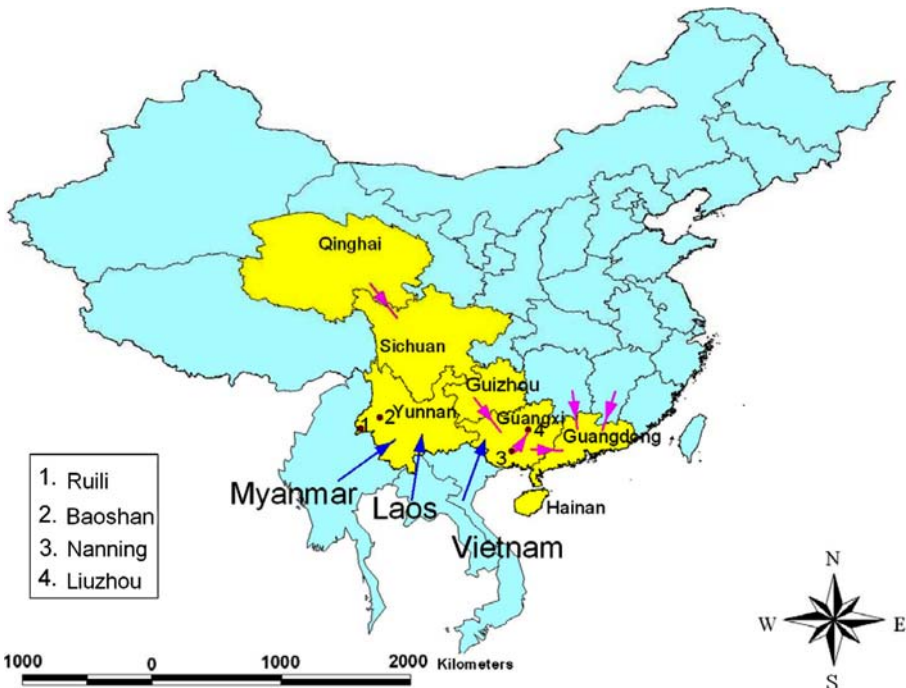 Qinghai
Sichuan
Guizhou
2 Yunnan
1
Guangxi
4
Guangdong
3
Myanmar
Laos
Hainan
Vietnam
1. Ruili
2. Baoshan
3. Nanning
4. Liuzhou
N
W E
S
1000 0 1000 2000 Kilometers